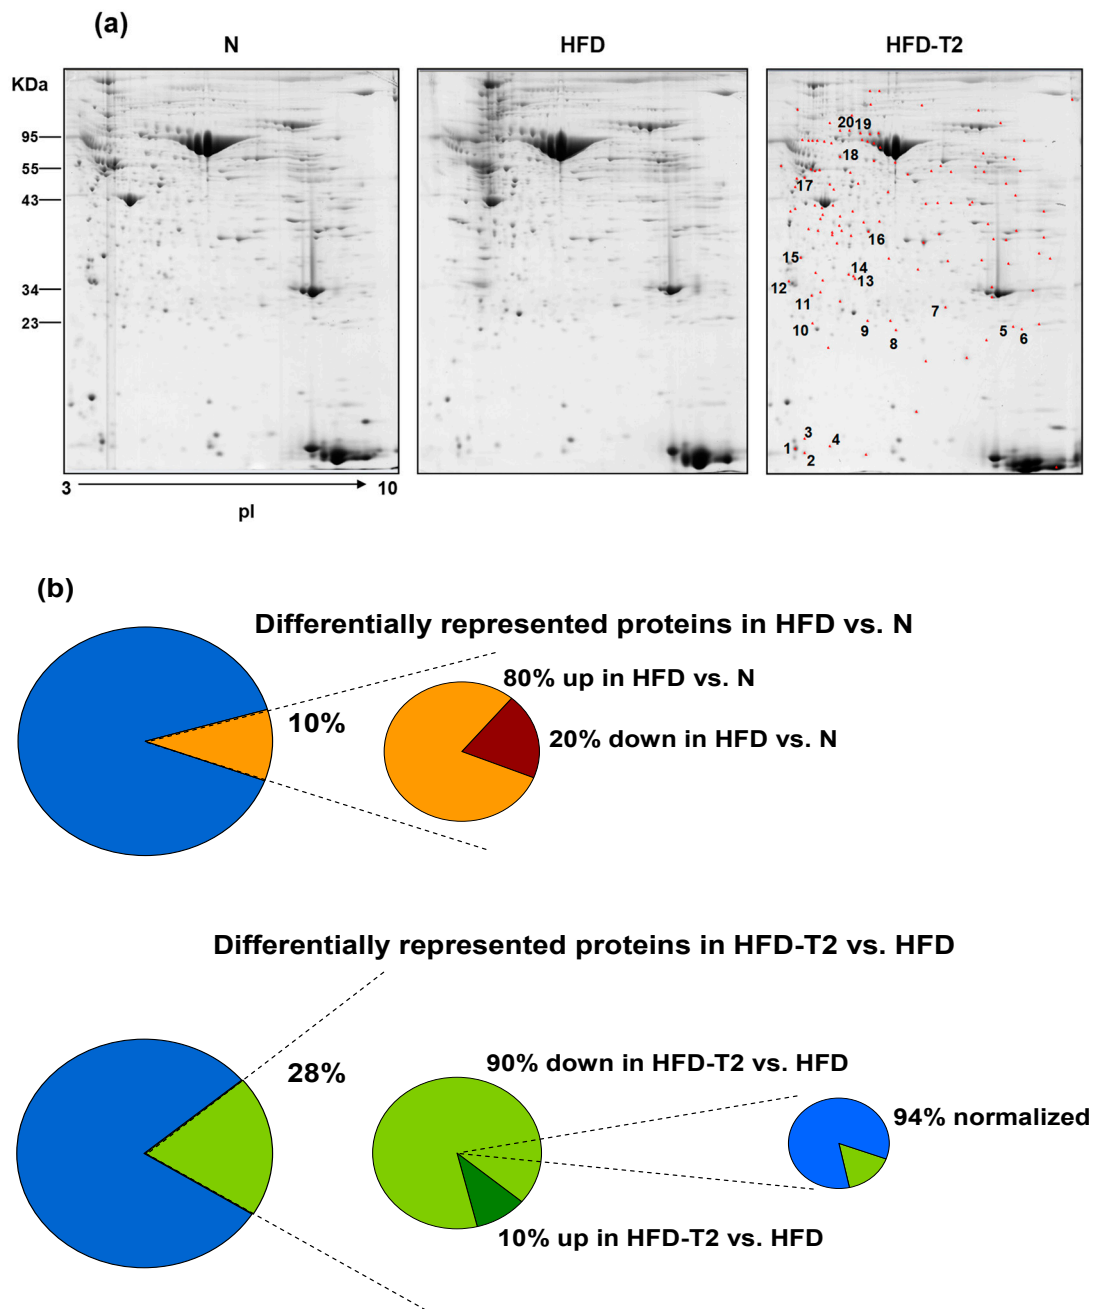 (a)
N
HFD
HFD-T2
KDa
95
55
43
34
23
20 19
18
17
16
15
14
13
12
11
10
9
8
7
5
6
3
4
1
2
3
10
pI
(b)
Differentially represented proteins in HFD vs. N
10%
80% up in HFD vs. N
20% down in HFD vs. N
Differentially represented proteins in HFD-T2 vs. HFD
28%
90% down in HFD-T2 vs. HFD
94% normalized
10% up in HFD-T2 vs. HFD